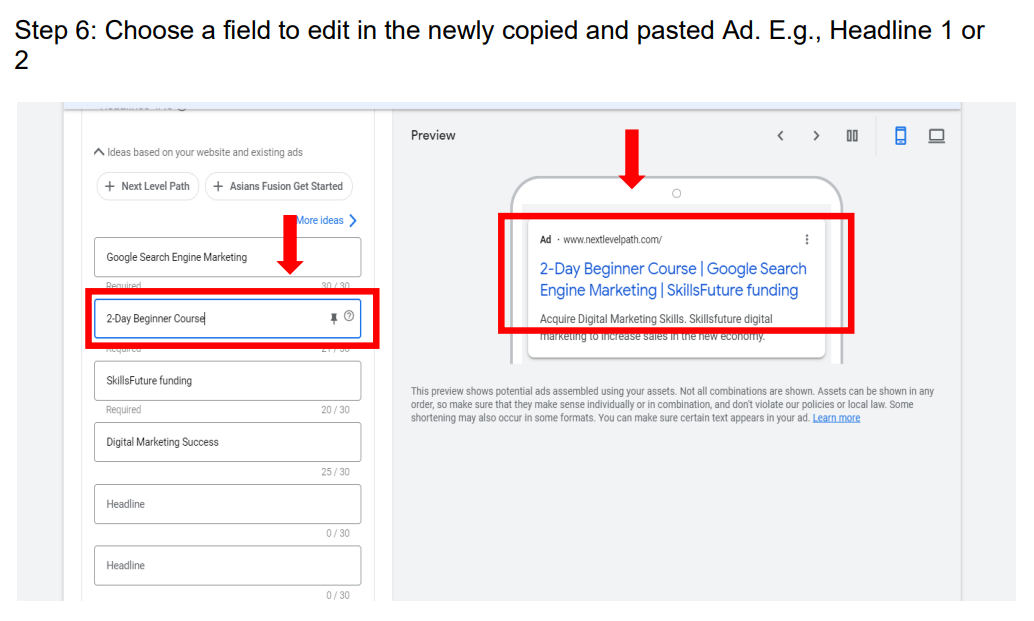 Step 6: Choose a field to edit in the newly copied and pasted Ad. E.g., Headline 1 or
2
Ideas based on your website and existing ads
+ Next Level Path
+ Asians Fusion Get Started
More ideas
Google Search Engine Marketing
Required 30 / 30
2-Day Beginner Course
Required 21 / 30
SkillsFuture funding
Required 20 / 30
Digital Marketing Success
25 / 30
Headline
0 / 30
Headline
0 / 30
Preview
Ad · www.nextlevelpath.com/
2-Day Beginner Course | Google Search
Engine Marketing | SkillsFuture funding
Acquire Digital Marketing Skills. Skillsfuture digital
marketing to increase sales in the new economy.
This preview shows potential ads assembled using your assets. Not all combinations are shown. Assets can be shown in any
order, so make sure that they make sense individually or in combination, and don't violate our policies or local law. Some
shortening may also occur in some formats. You can make sure certain text appears in your ad. Learn more